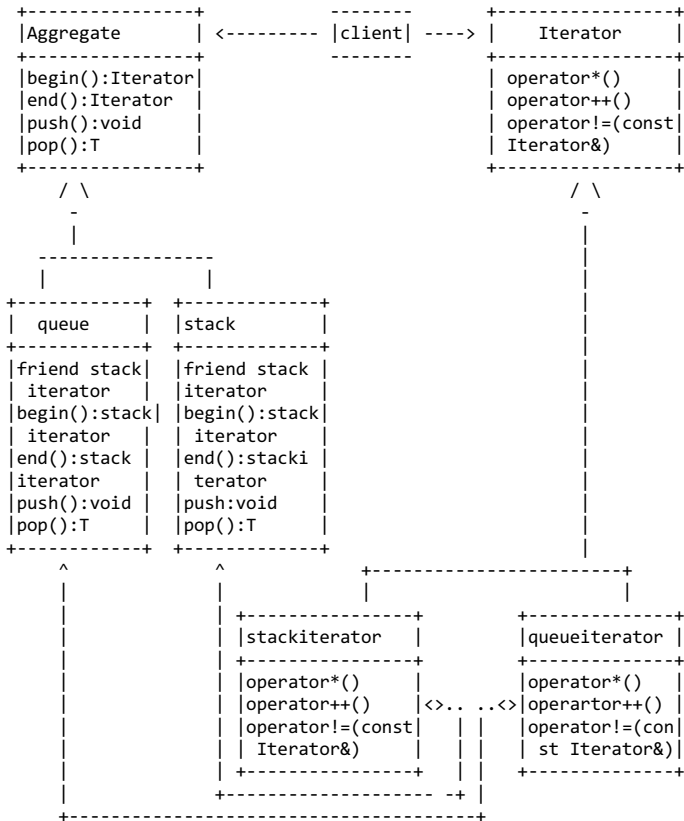 Aggregate
client
Iterator
begin():Iterator
end():Iterator
push():void
pop():T
operator*()
operator++()
operator!=(const
Iterator&)
queue
friend stack
iterator
begin():stack
iterator
end():stack
iterator
push():void
pop():T
stack
friend stack
iterator
begin():stack
iterator
end():stacki
terator
push:void
pop():T
stackiterator
operator*()
operator++()
operator!=(const
Iterator&)
queueiterator
operator*()
operartor++()
operator!=(con
st Iterator&)